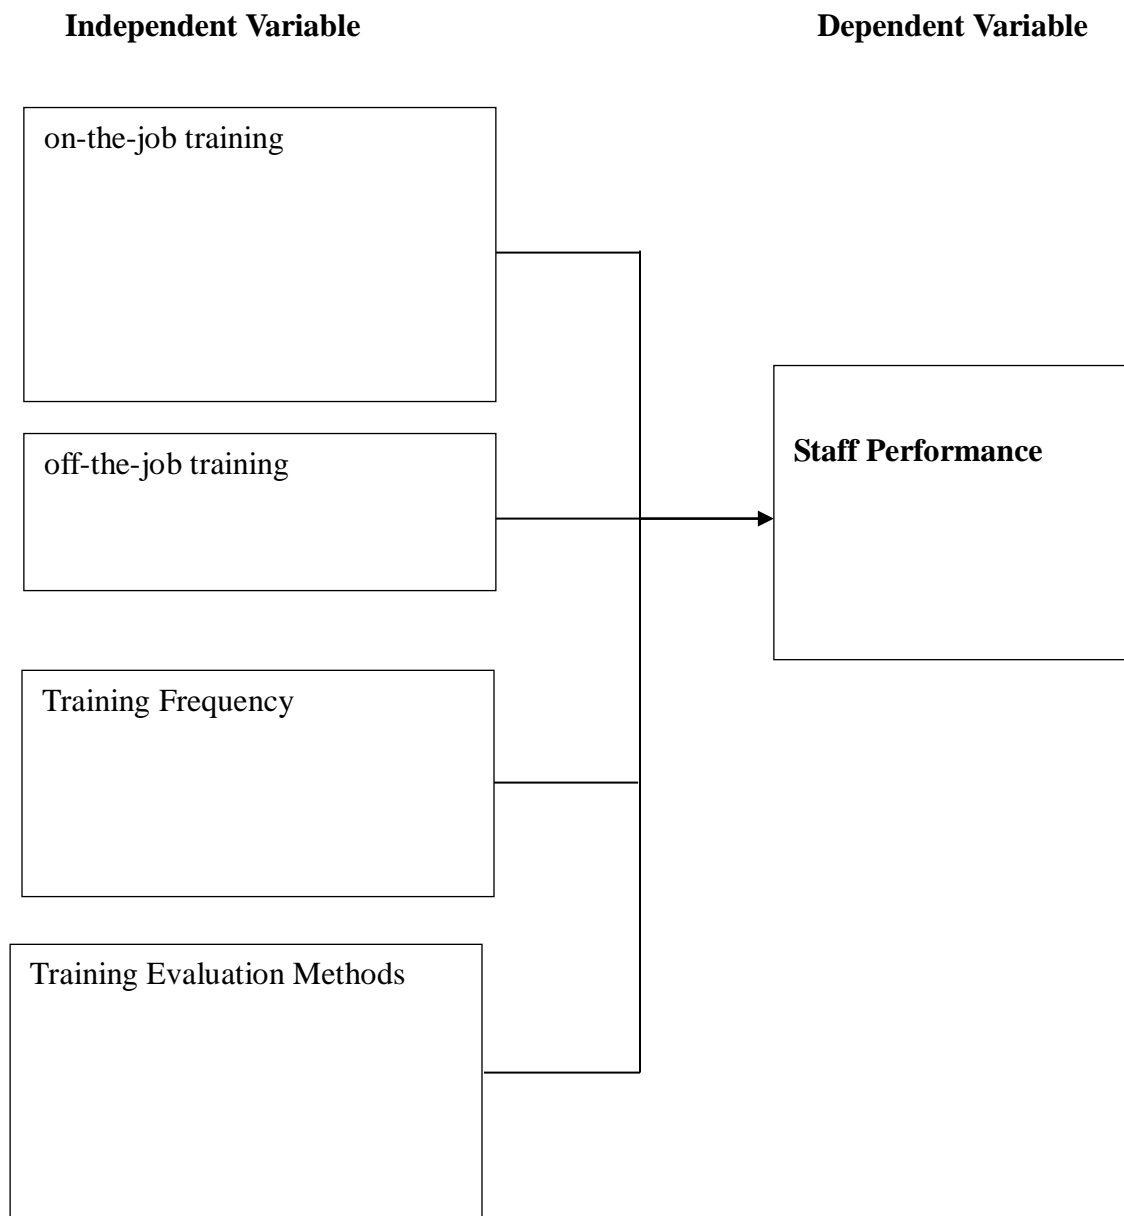 Independent Variable
Dependent Variable
on-the-job training
off-the-job training
Staff Performance
Training Frequency
Training Evaluation Methods